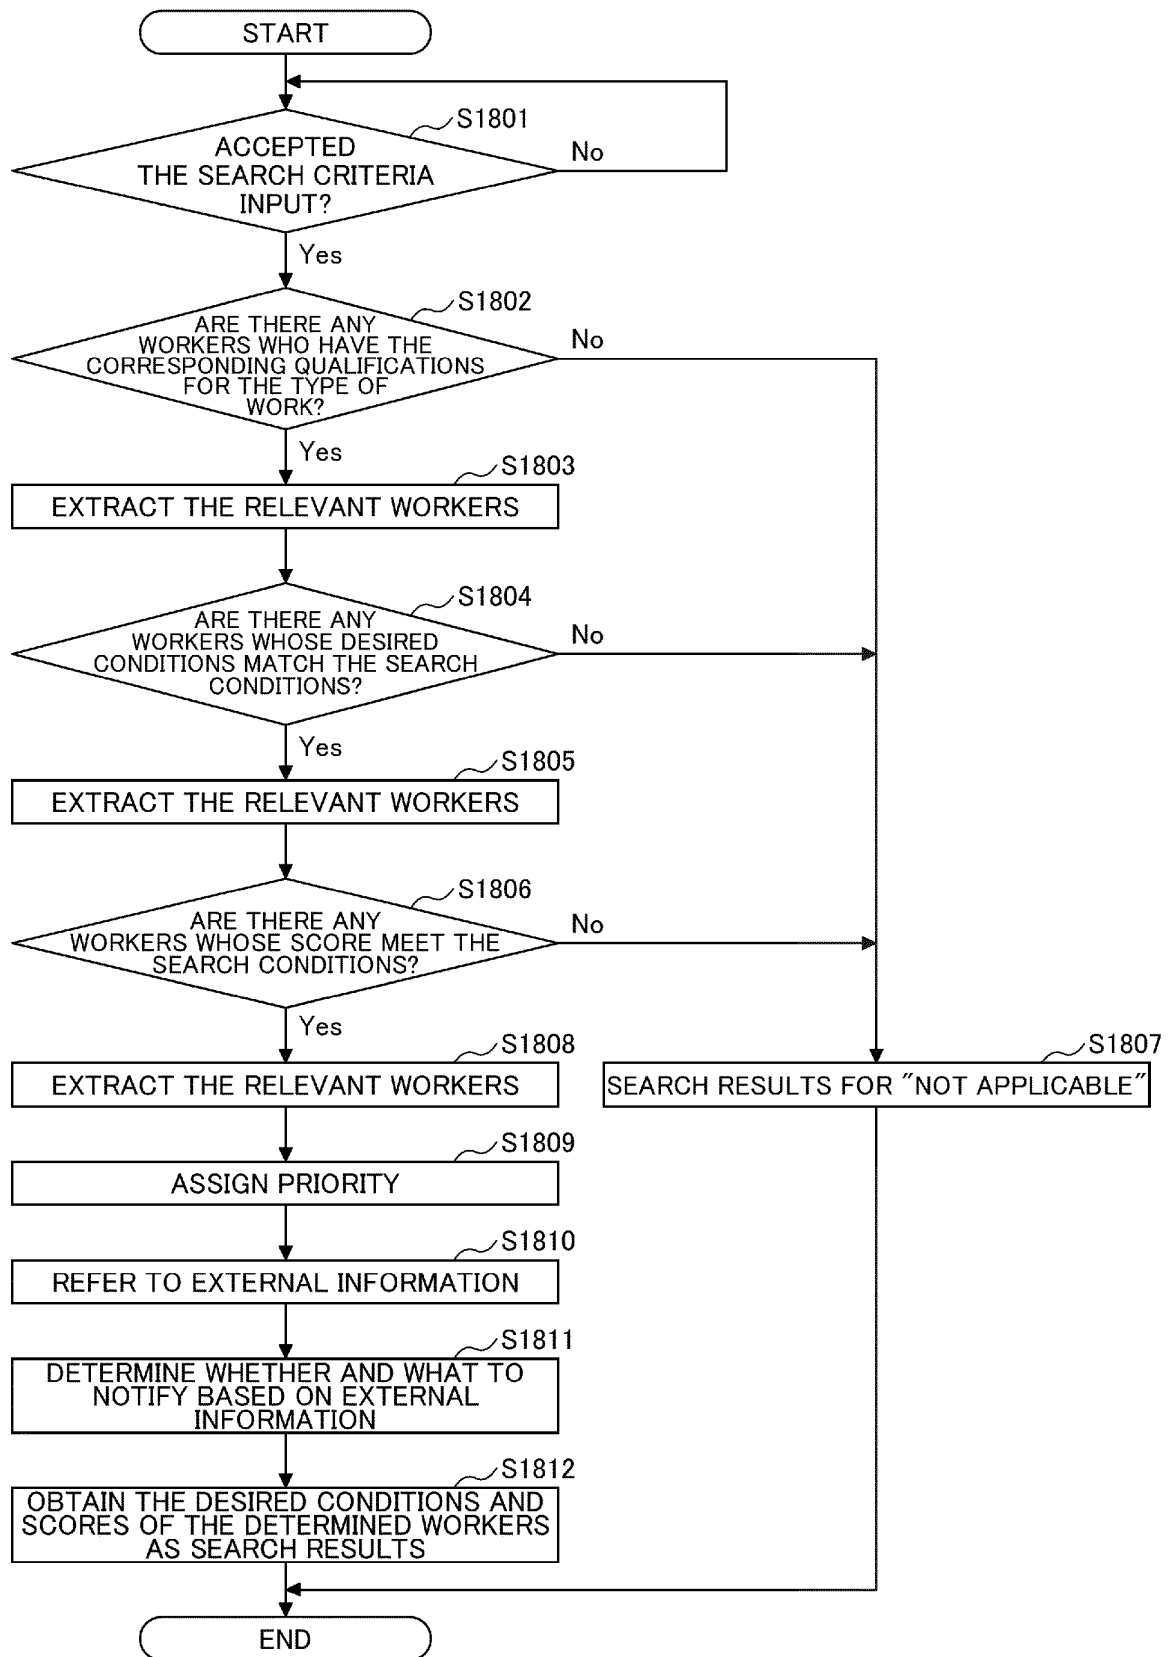 START
S1801
ACCEPTED
THE SEARCH CRITERIA
INPUT?
No
Yes
S1802
ARE THERE ANY
WORKERS WHO HAVE THE
CORRESPONDING QUALIFICATIONS
FOR THE TYPE OF
WORK?
No
Yes
S1803
EXTRACT THE RELEVANT WORKERS
S1804
ARE THERE ANY
WORKERS WHOSE DESIRED
CONDITIONS MATCH THE SEARCH
CONDITIONS?
No
Yes
S1805
EXTRACT THE RELEVANT WORKERS
S1806
ARE THERE ANY
WORKERS WHOSE SCORE MEET THE
SEARCH CONDITIONS?
No
Yes
S1808
EXTRACT THE RELEVANT WORKERS
S1807
SEARCH RESULTS FOR "NOT APPLICABLE"
S1809
ASSIGN PRIORITY
S1810
REFER TO EXTERNAL INFORMATION
S1811
DETERMINE WHETHER AND WHAT TO
NOTIFY BASED ON EXTERNAL
INFORMATION
S1812
OBTAIN THE DESIRED CONDITIONS AND
SCORES OF THE DETERMINED WORKERS
AS SEARCH RESULTS
END